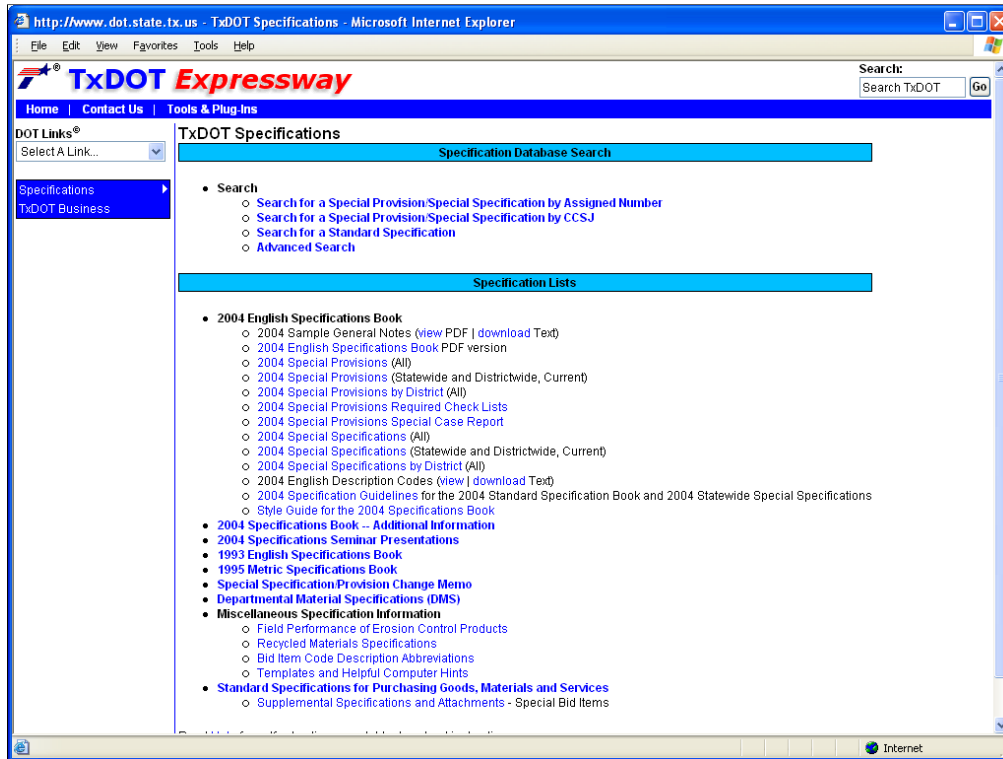 http://www.dot.state.tx.us - TxDOT Specifications - Microsoft Internet Explorer
File Edit View Favorites Tools Help
® TxDOT Expressway
Search:
Search TxDOT Go
Home | Contact Us | Tools & Plug-Ins
DOT Links®
Select A Link...
Specifications
TxDOT Business
TxDOT Specifications
Specification Database Search
Search
Search for a Special Provision/Special Specification by Assigned Number
Search for a Special Provision/Special Specification by CCSJ
Search for a Standard Specification
Advanced Search
Specification Lists
2004 English Specifications Book
2004 Sample General Notes (view PDF | download Text)
2004 English Specifications Book PDF version
2004 Special Provisions (All)
2004 Special Provisions (Statewide and Districtwide, Current)
2004 Special Provisions by District (All)
2004 Special Provisions Required Check Lists
2004 Special Provisions Special Case Report
2004 Special Specifications (All)
2004 Special Specifications (Statewide and Districtwide, Current)
2004 Special Specifications by District (All)
2004 English Description Codes (view | download Text)
2004 Specification Guidelines for the 2004 Standard Specification Book and 2004 Statewide Special Specifications
Style Guide for the 2004 Specifications Book
2004 Specifications Book -- Additional Information
2004 Specifications Seminar Presentations
1993 English Specifications Book
1995 Metric Specifications Book
Special Specification/Provision Change Memo
Departmental Material Specifications (DMS)
Miscellaneous Specification Information
Field Performance of Erosion Control Products
Recycled Materials Specifications
Bid Item Code Description Abbreviations
Templates and Helpful Computer Hints
Standard Specifications for Purchasing Goods, Materials and Services
Supplemental Specifications and Attachments - Special Bid Items
Internet